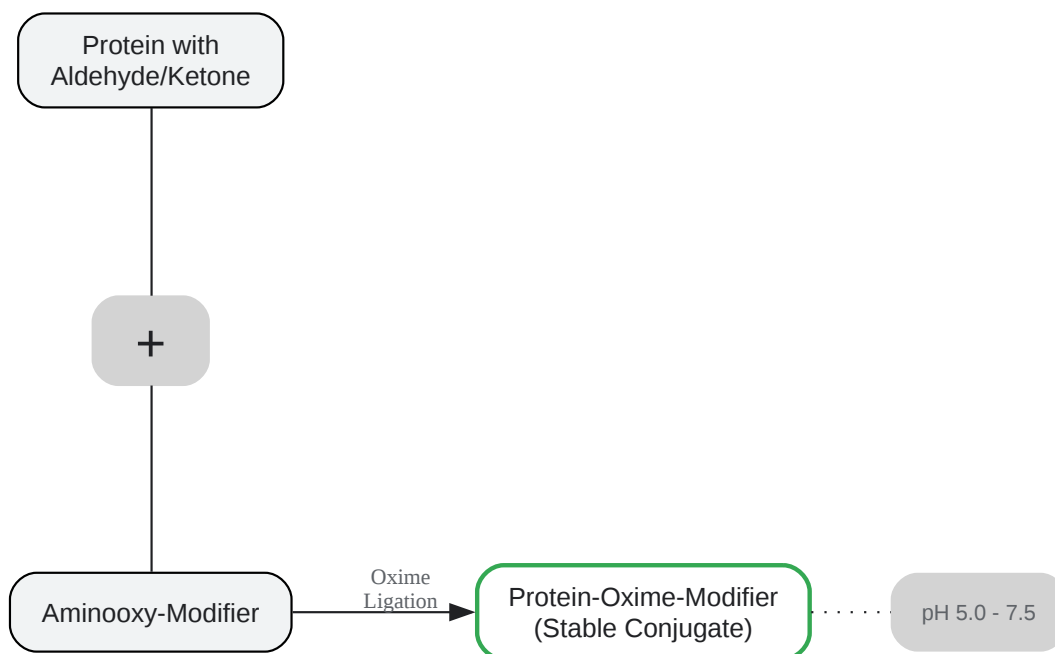 Protein with
Aldehyde/Ketone
+
Aminooxy-Modifier
Oxime
Ligation
Protein-Oxime-Modifier
(Stable Conjugate)
pH 5.0 - 7.5